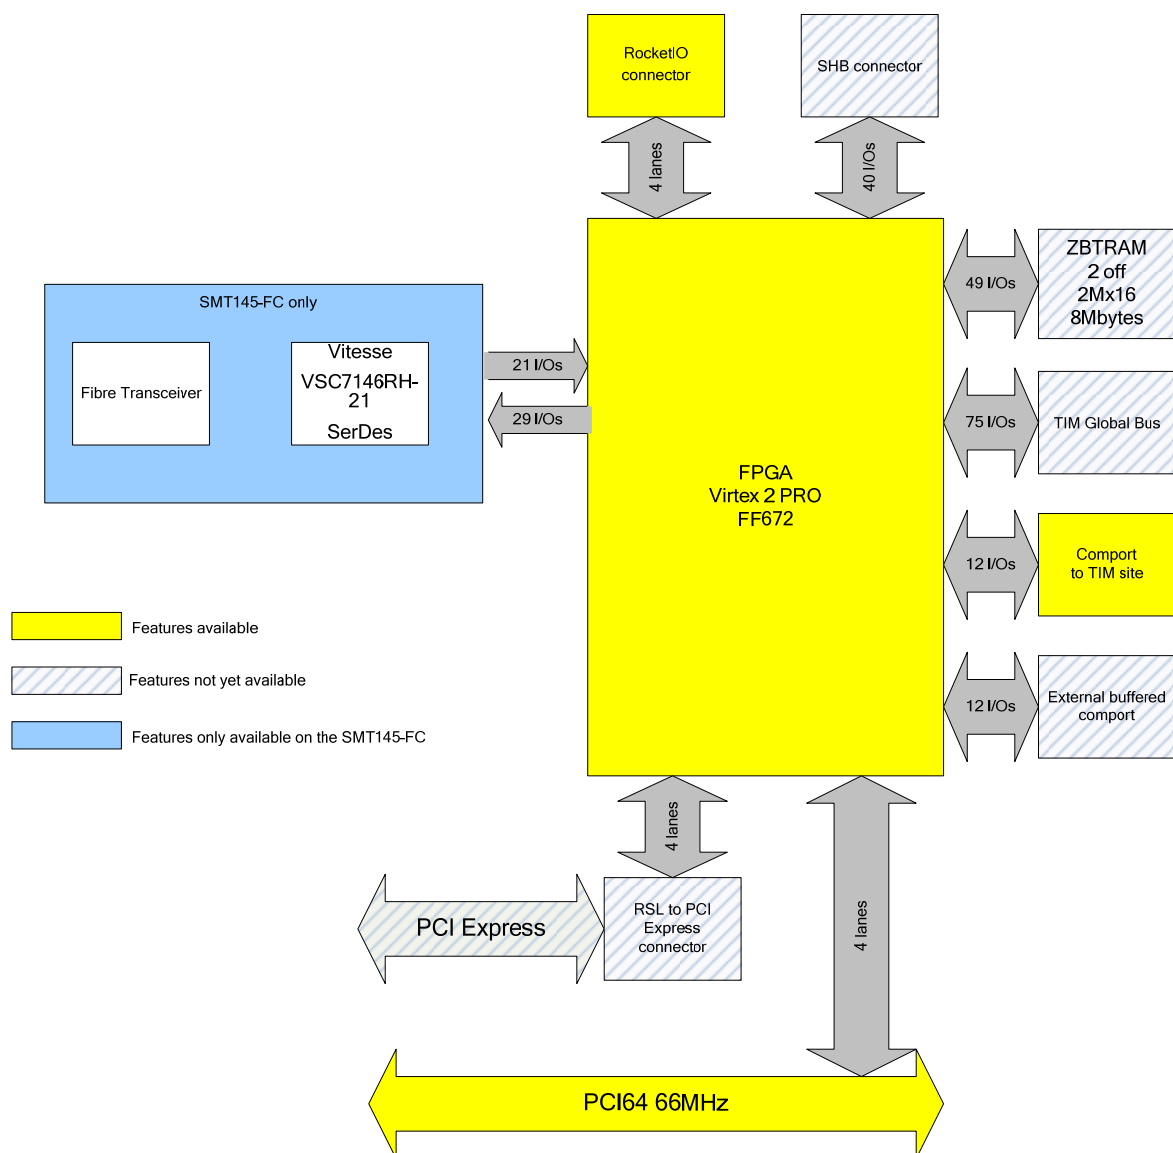 RocketIO
connector
SHB connector
4 lanes
40 I/Os
ZBTRAM
2 off
2Mx16
8Mbytes
49 I/Os
SMT145-FC only
Fibre Transceiver
Vitesse
VSC7146RH-
21
SerDes
21 I/Os
29 I/Os
75 I/Os
TIM Global Bus
FPGA
Virtex 2 PRO
FF672
12 I/Os
Comport
to TIM site
Features available
Features not yet available
Features only available on the SMT145-FC
12 I/Os
External buffered
comport
4 lanes
4 lanes
PCI Express
RSL to PCI
Express
connector
PCI64 66MHz